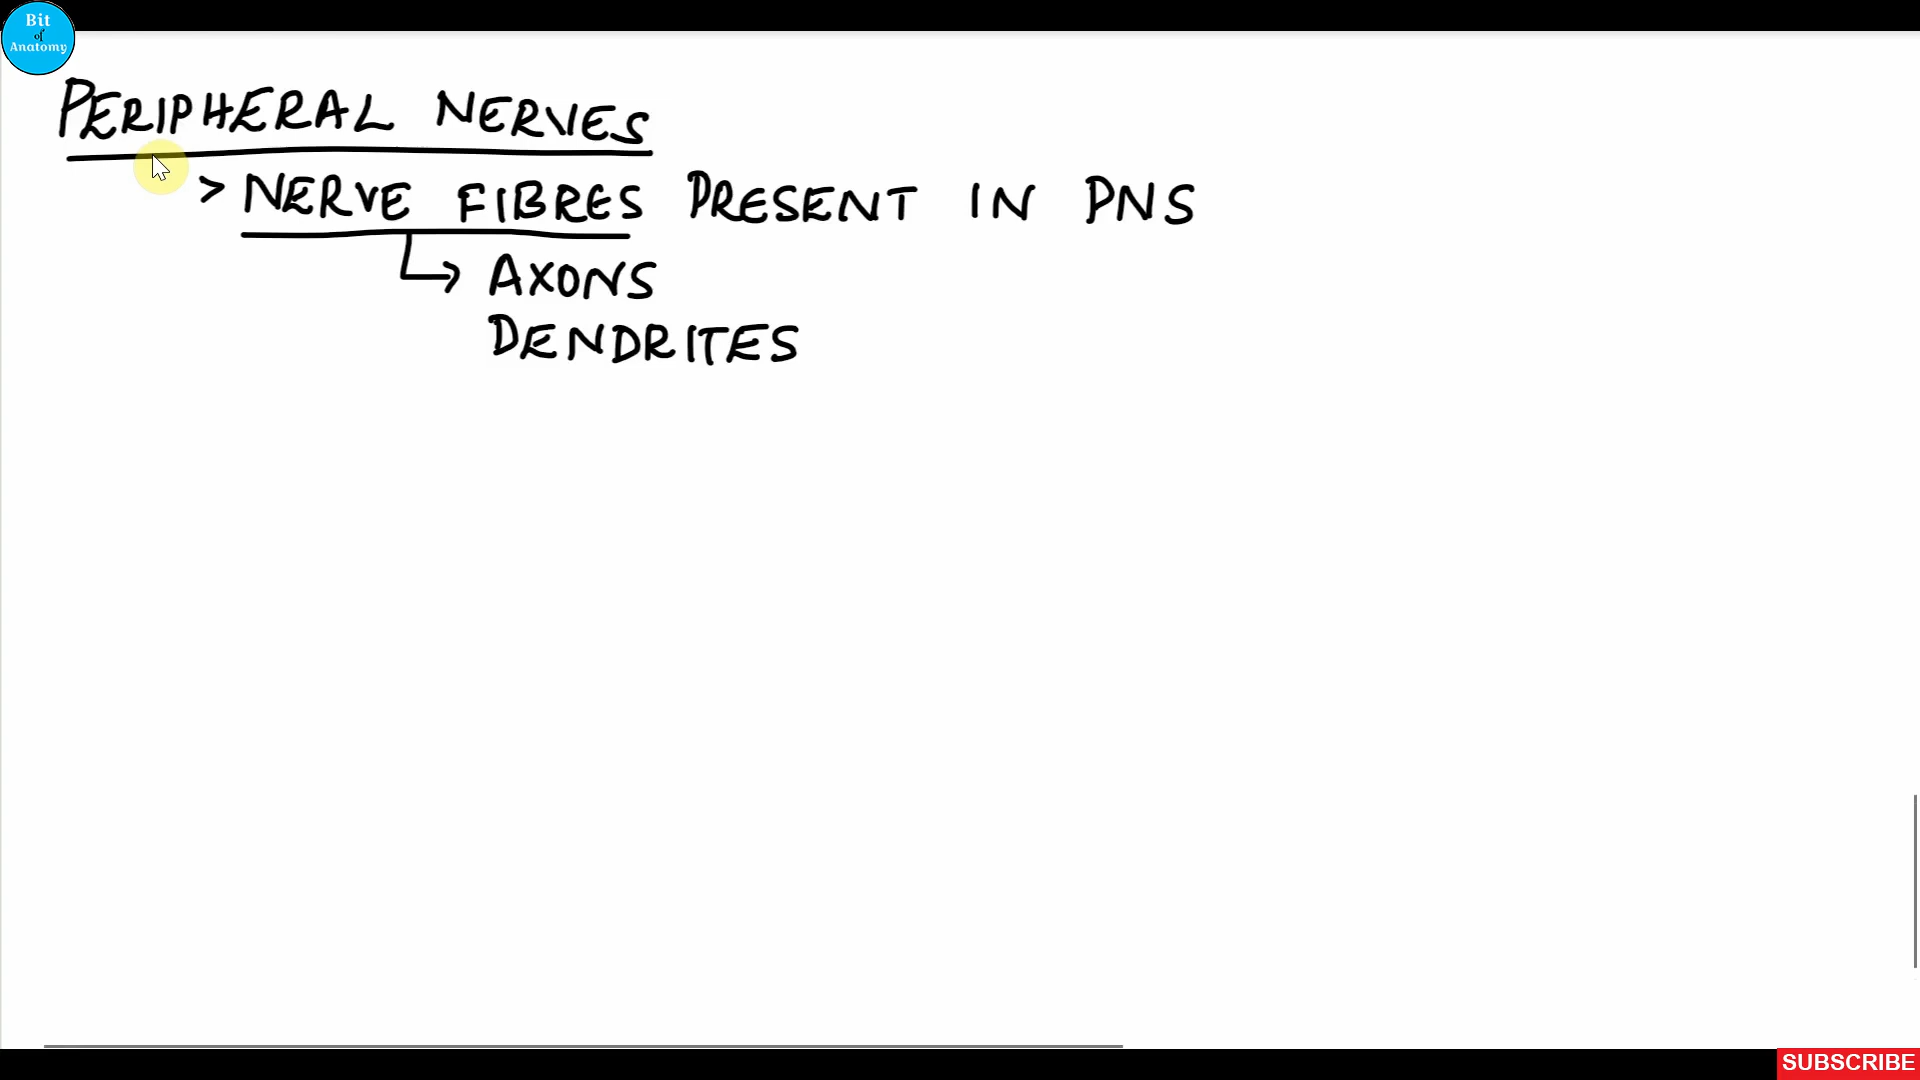 Bit
of
Anatomy
PERIPHERAL NERVES
> NERVE FIBRES PRESENT IN PNS
↳ AXONS
DENDRITES
SUBSCRIBE